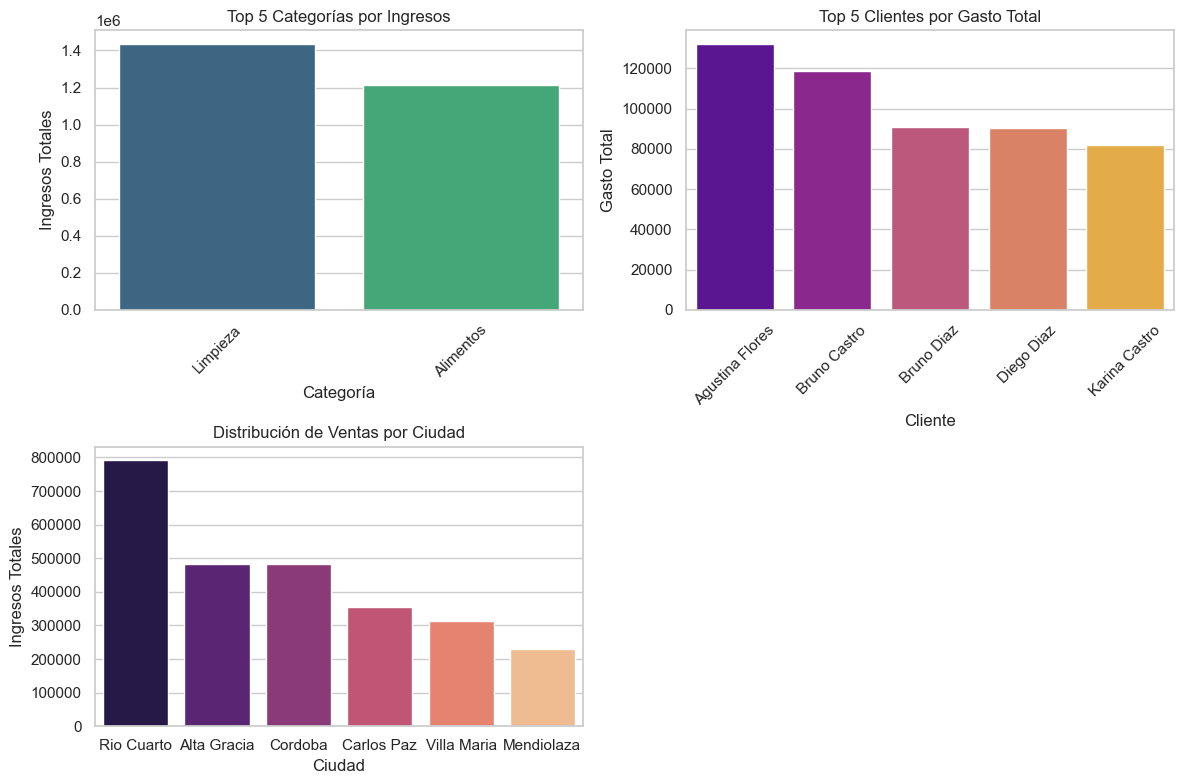 Top 5 Categorías por Ingresos
1e6
Ingresos Totales
1.4
1.2
1.0
0.8
0.6
0.4
0.2
0.0
Limpieza
Alimentos
Categoría
Top 5 Clientes por Gasto Total
Gasto Total
120000
100000
80000
60000
40000
20000
0
Agustina Flores
Bruno Castro
Bruno Diaz
Diego Diaz
Karina Castro
Cliente
Distribución de Ventas por Ciudad
Ingresos Totales
800000
700000
600000
500000
400000
300000
200000
100000
0
Rio Cuarto
Alta Gracia
Cordoba
Carlos Paz
Villa Maria
Mendiolaza
Ciudad